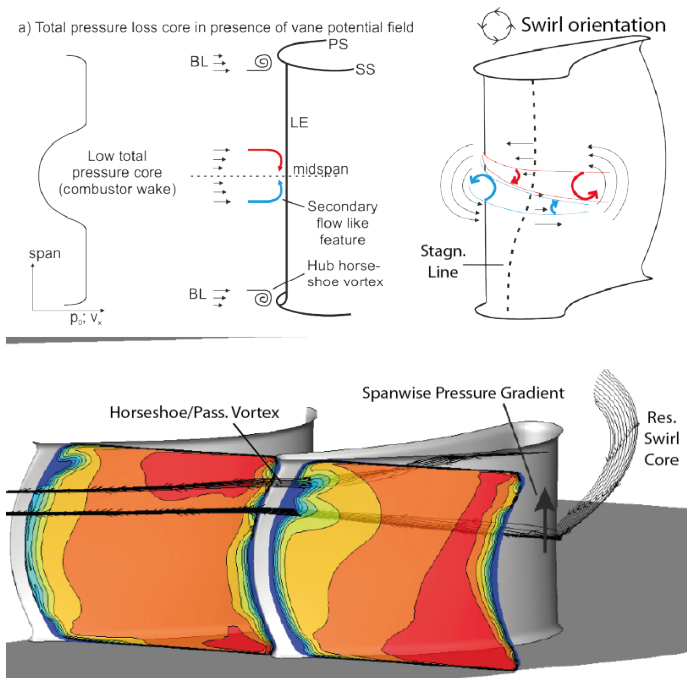 a) Total pressure loss core in presence of vane potential field
Swirl orientation
PS
BL
SS
LE
Low total
pressure core
(combustor wake)
midspan
Secondary
flow like
feature
span
Stagn.
Line
Hub horse-
shoe vortex
BL
p₀; vₓ
Spanwise Pressure Gradient
Horseshoe/Pass. Vortex
Res.
Swirl
Core